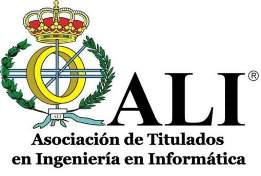 ALI®
Asociación de Titulados
en Ingeniería en Informática